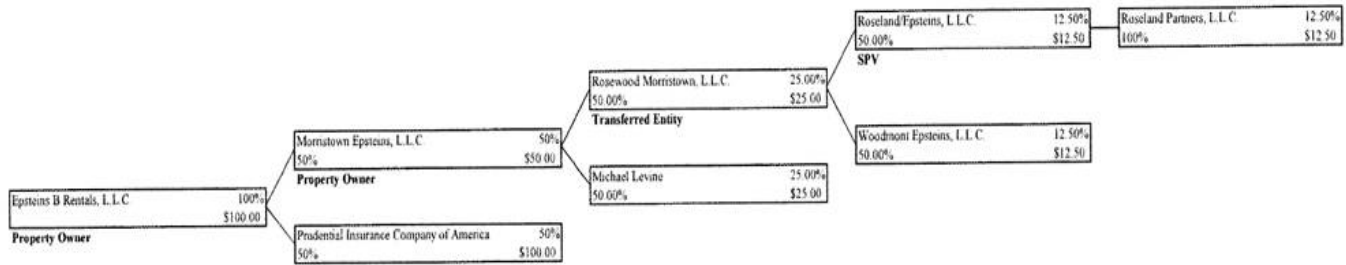 Roseland/Epsteins, L.L.C. 12.50%
50.00% $12.50
SPV
Roseland Partners, L.L.C. 12.50%
100% $12.50
Rosewood Morristown, L.L.C. 25.00%
50.00% $25.00
Transferred Entity
Woodmont Epsteins, L.L.C. 12.50%
50.00% $12.50
Morristown Epsteins, L.L.C. 50%
50% $50.00
Property Owner
Michael Levine 25.00%
50.00% $25.00
Epsteins B Rentals, L.L.C. 100%
$100.00
Property Owner
Prudential Insurance Company of America 50%
50% $100.00